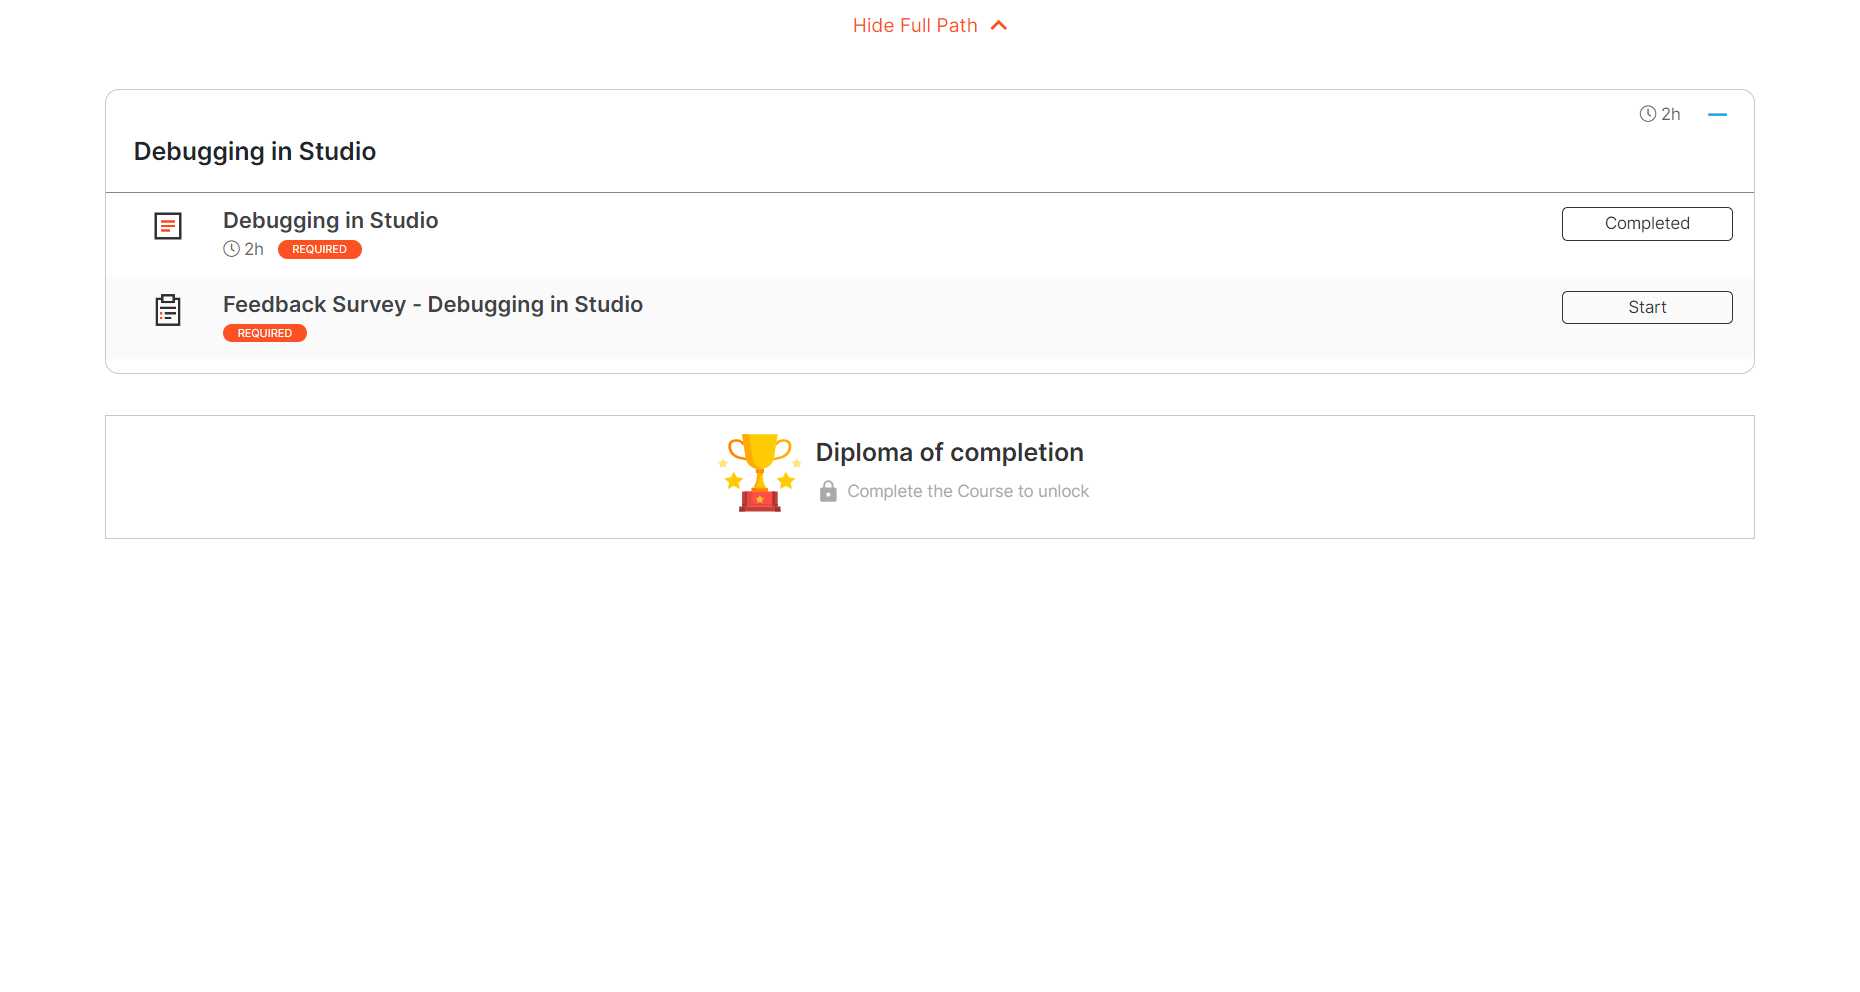 Hide Full Path
2h
Debugging in Studio
Debugging in Studio
Completed
2h REQUIRED
Feedback Survey - Debugging in Studio
Start
REQUIRED
Diploma of completion
Complete the Course to unlock